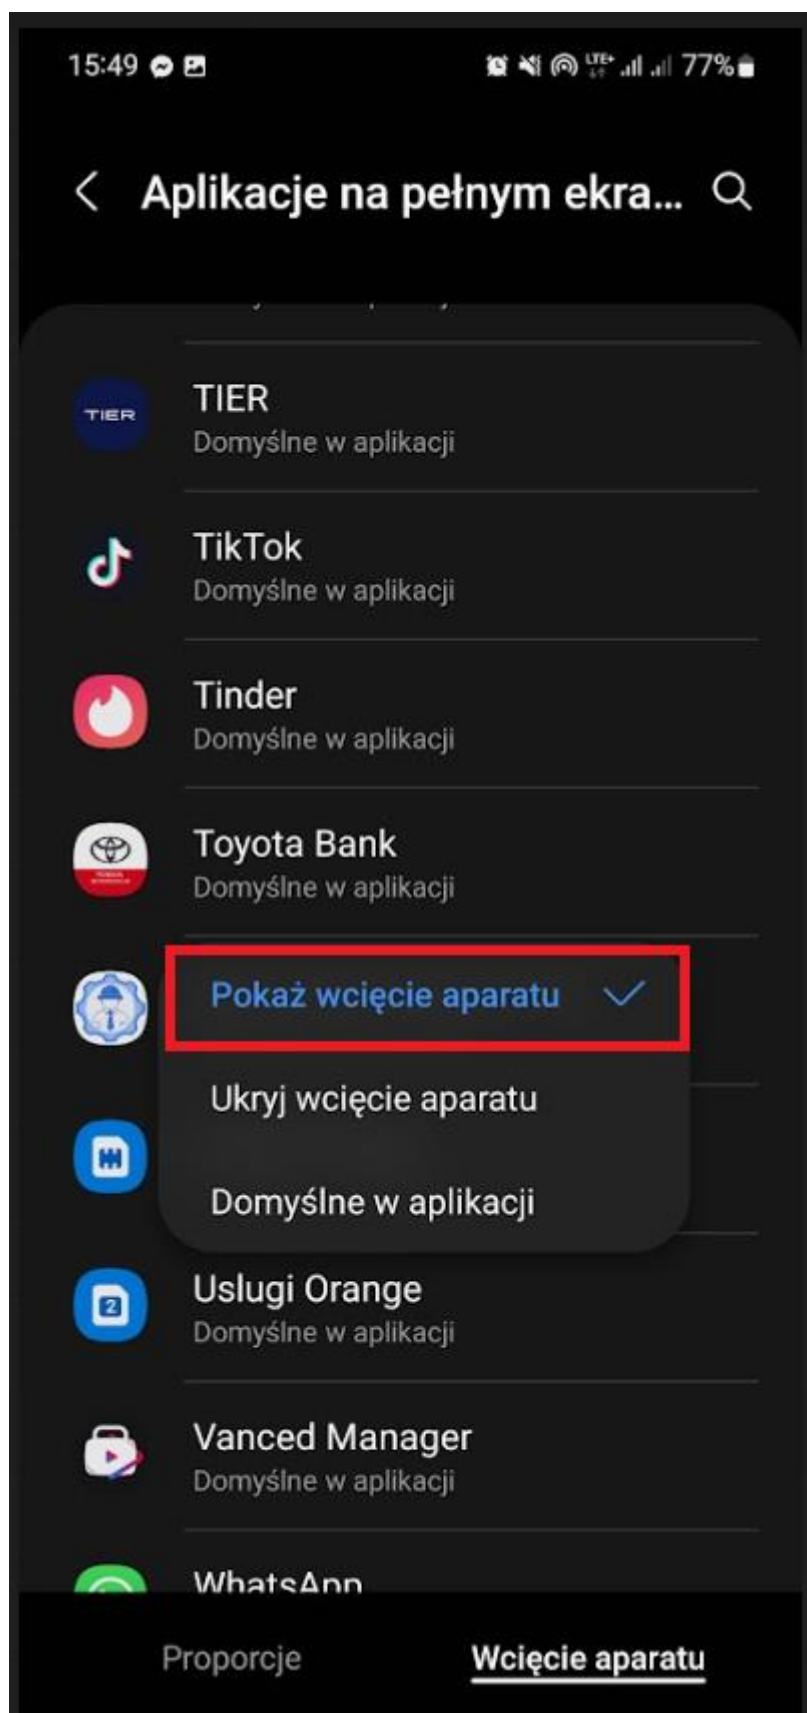 15:49
LTE+
77%
Aplikacje na pełnym ekra...
TIER
TIER
Domyślne w aplikacji
TikTok
Domyślne w aplikacji
Tinder
Domyślne w aplikacji
Toyota Bank
Domyślne w aplikacji
Pokaż wcięcie aparatu
Ukryj wcięcie aparatu
Domyślne w aplikacji
2
Uslugi Orange
Domyślne w aplikacji
Vanced Manager
Domyślne w aplikacji
WhatsApp
Proporcje
Wcięcie aparatu